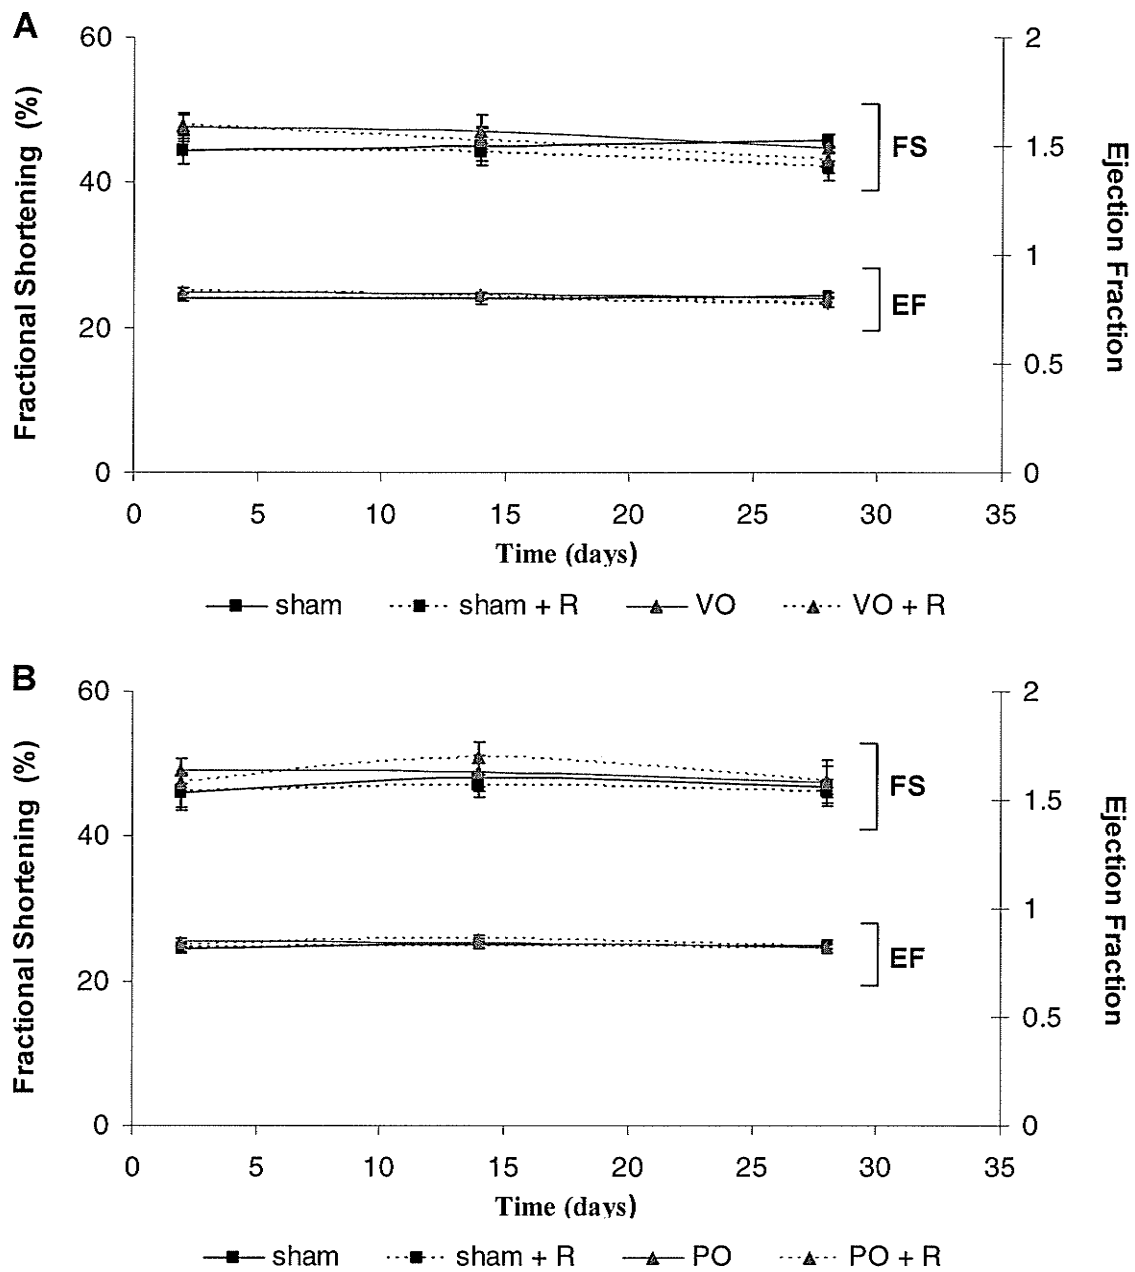 A
60
40
20
0
Fractional Shortening (%)
2
1.5
1
0.5
0
Ejection Fraction
FS
EF
0 5 10 15 20 25 30 35
Time (days)
sham sham + R VO VO + R
B
60
40
20
0
Fractional Shortening (%)
2
1.5
1
0.5
0
Ejection Fraction
FS
EF
0 5 10 15 20 25 30 35
Time (days)
sham sham + R PO PO + R